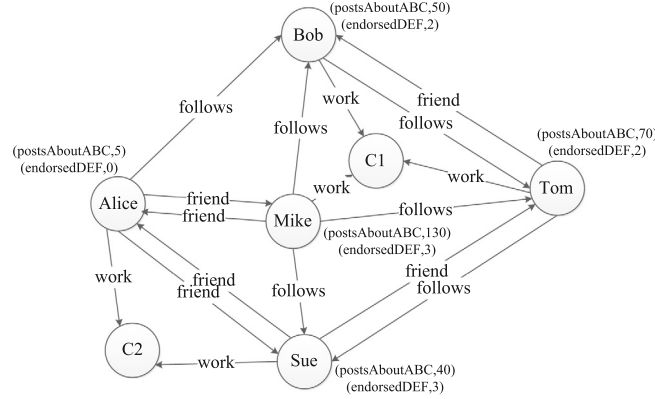 (postsAboutABC,50)
(endorsedDEF,2)
Bob
work
friend
follows
follows
follows
(postsAboutABC,70)
(endorsedDEF,2)
(postsAboutABC,5)
(endorsedDEF,0)
C1
work
work
Tom
Alice
friend
friend
Mike
follows
(postsAboutABC,130)
(endorsedDEF,3)
work
friend
friend
follows
friend
follows
C2
work
Sue
(postsAboutABC,40)
(endorsedDEF,3)